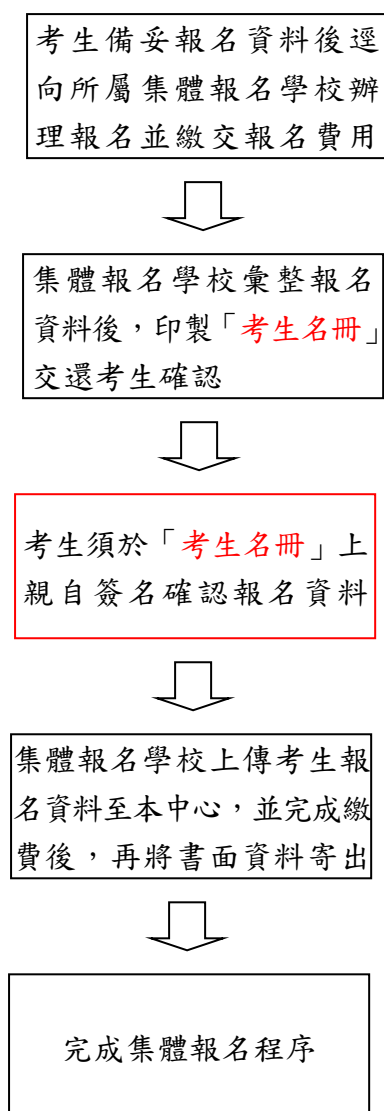 考生備妥報名資料後逕
向所屬集體報名學校辦
理報名並繳交報名費用
集體報名學校彙整報名
資料後，印製「考生名冊」
交還考生確認
考生須於「考生名冊」上
親自簽名確認報名資料
集體報名學校上傳考生報
名資料至本中心，並完成繳
費後，再將書面資料寄出
完成集體報名程序